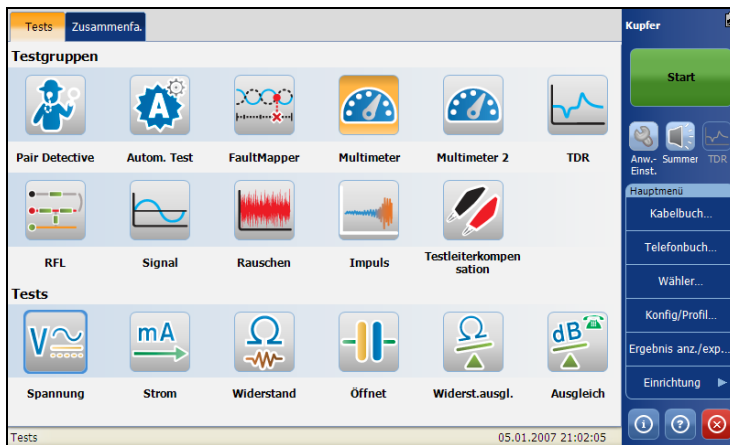 Tests Zusammenfa.
Testgruppen
Pair Detective Autom. Test FaultMapper Multimeter Multimeter 2 TDR
RFL Signal Rauschen Impuls Testleiterkompen
sation
Tests
Spannung Strom Widerstand Öffnet Widerst.ausgl. Ausgleich
Tests 05.01.2007 21:02:05
Kupfer
Start
Anw.- Summer TDR
Einst.
Hauptmenü
Kabelbuch...
Telefonbuch...
Wähler...
Konfig/Profil...
Ergebnis anz./exp...
Einrichtung
A
V
mA
Ω
Ω
dB